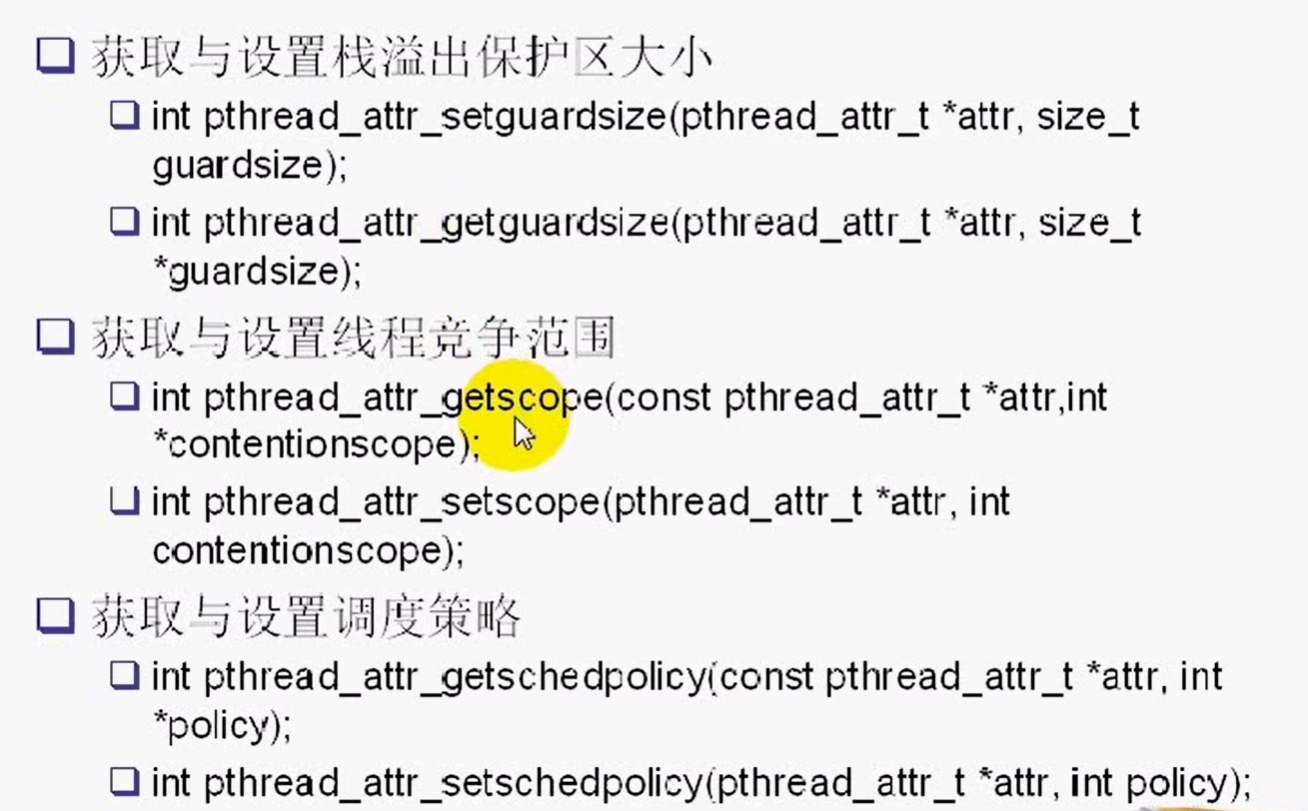 获取与设置栈溢出保护区大小
int pthread_attr_setguardsize(pthread_attr_t *attr, size_t
guardsize);
int pthread_attr_getguardsize(pthread_attr_t *attr, size_t
*guardsize);
获取与设置线程竞争范围
int pthread_attr_getscope(const pthread_attr_t *attr,int
*contentionscope);
int pthread_attr_setscope(pthread_attr_t *attr, int
contentionscope);
获取与设置调度策略
int pthread_attr_getschedpolicy(const pthread_attr_t *attr, int
*policy);
int pthread_attr_setschedpolicy(pthread_attr_t *attr, int policy);